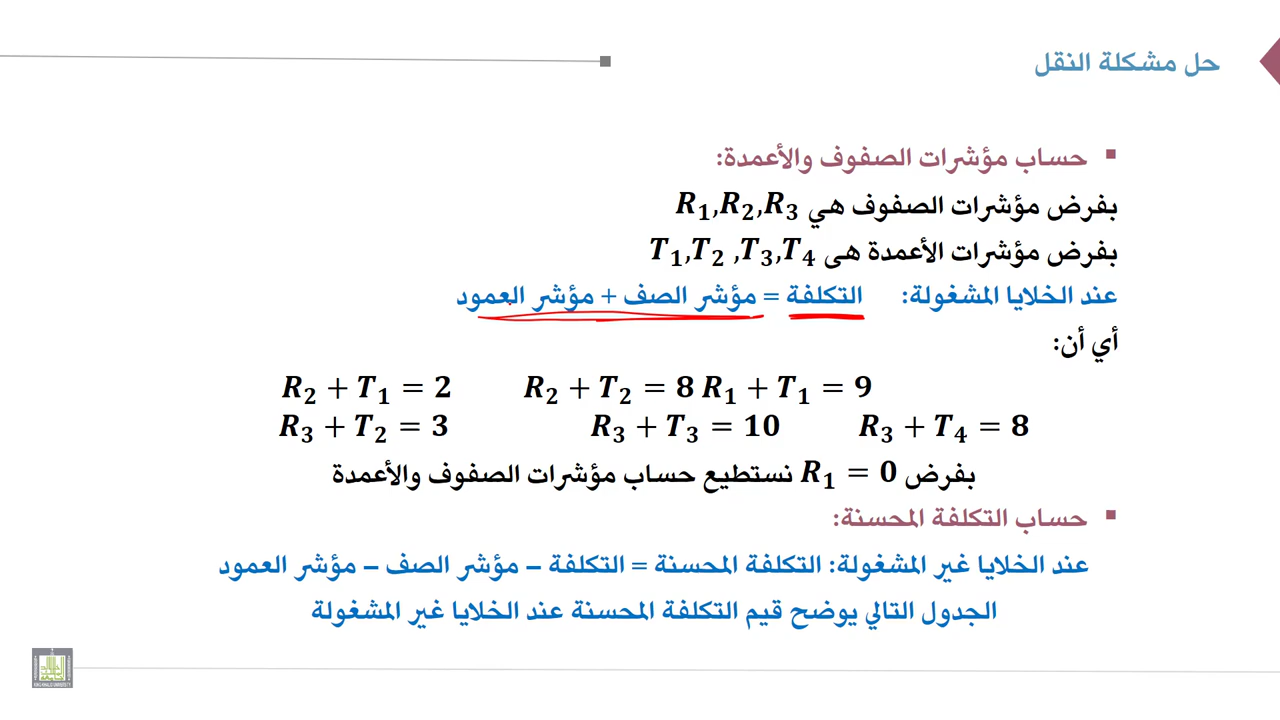 حل مشكلة النقل
▪ حساب مؤشرات الصفوف والأعمدة:
بفرض مؤشرات الصفوف هي R₁,R₂,R₃
بفرض مؤشرات الأعمدة هى T₁,T₂ ,T₃,T₄
عند الخلايا المشغولة: التكلفة = مؤشر الصف + مؤشر العمود
أي أن:
R₂ + T₁ = 2 R₂ + T₂ = 8 R₁ + T₁ = 9
R₃ + T₂ = 3 R₃ + T₃ = 10 R₃ + T₄ = 8
بفرض R₁ = 0 نستطيع حساب مؤشرات الصفوف والأعمدة
▪ حساب التكلفة المحسنة:
عند الخلايا غير المشغولة: التكلفة المحسنة = التكلفة – مؤشر الصف – مؤشر العمود
الجدول التالي يوضح قيم التكلفة المحسنة عند الخلايا غير المشغولة